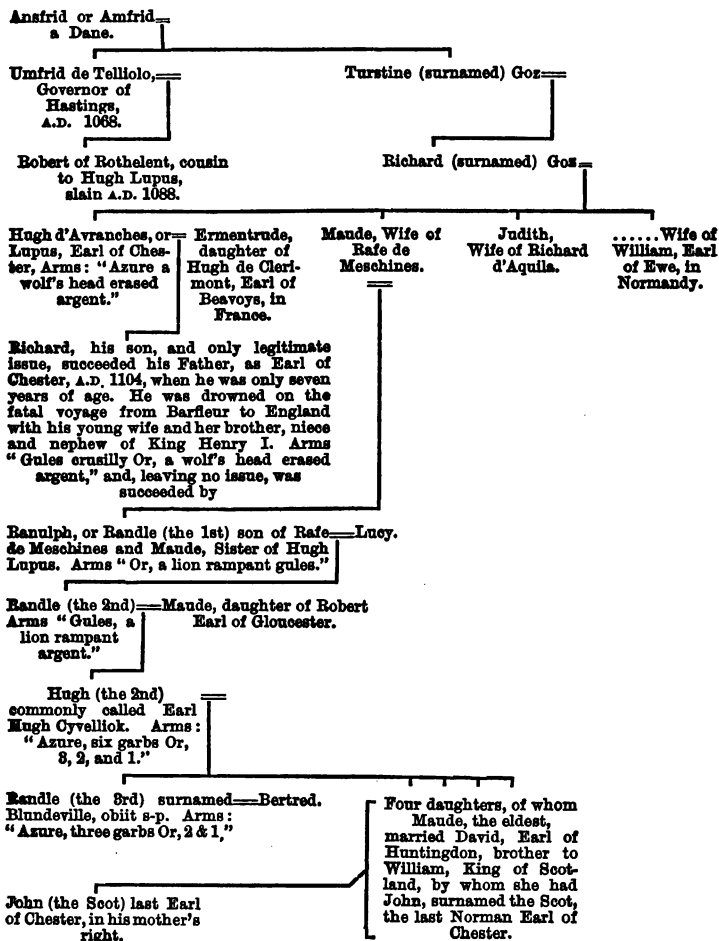 Ansfrid or Amfrid
a Dane.
Umfrid de Telliolo,
Governor of
Hastings,
A.D. 1068.
Turstine (surnamed) Goz
Robert of Rothelent, cousin
to Hugh Lupus,
slain A.D. 1088.
Richard (surnamed) Goz
Hugh d'Avranches, or
Lupus, Earl of Ches-
ter, Arms: "Azure a
wolf's head erased
argent."
Ermentrude,
daughter of
Hugh de Cleri-
mont, Earl of
Beavoys, in
France.
Maude, Wife of
Rafe de
Meschines.
Judith,
Wife of Richard
d'Aquila.
......Wife of
William, Earl
of Ewe, in
Normandy.
Richard, his son, and only legitimate
issue, succeeded his Father, as Earl of
Chester, A.D. 1104, when he was only seven
years of age. He was drowned on the
fatal voyage from Barfleur to England
with his young wife and her brother, niece
and nephew of King Henry I. Arms
"Gules crusilly Or, a wolf's head erased
argent," and, leaving no issue, was
succeeded by
Ranulph, or Randle (the 1st) son of Rafe
de Meschines and Maude, Sister of Hugh
Lupus. Arms "Or, a lion rampant gules."
Lucy.
Randle (the 2nd)
Arms "Gules, a
lion rampant
argent."
Maude, daughter of Robert
Earl of Gloucester.
Hugh (the 2nd)
commonly called Earl
Hugh Cyvelliok. Arms:
"Azure, six garbs Or,
3, 2, and 1."
Randle (the 3rd) surnamed
Blundeville, obiit s-p. Arms:
"Azure, three garbs Or, 2 & 1,"
Bertred.
Four daughters, of whom
Maude, the eldest,
married David, Earl of
Huntingdon, brother to
William, King of Scot-
land, by whom she had
John, surnamed the Scot,
the last Norman Earl of
Chester.
John (the Scot) last Earl
of Chester, in his mother's
right.